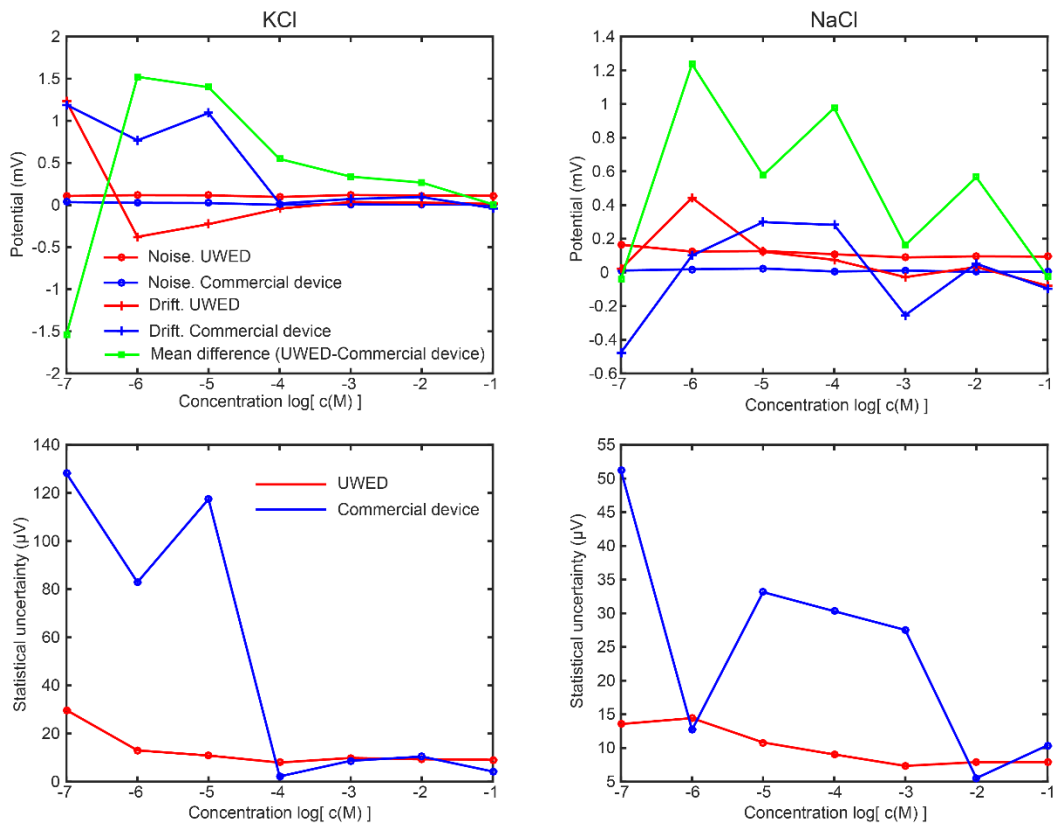 KCl
Potential (mV)
2
1.5
1
0.5
0
-0.5
-1
-1.5
-2
Noise. UWED
Noise. Commercial device
Drift. UWED
Drift. Commercial device
Mean difference (UWED-Commercial device)
-7 -6 -5 -4 -3 -2 -1
Concentration log[ c(M) ]
NaCl
Potential (mV)
1.4
1.2
1
0.8
0.6
0.4
0.2
0
-0.2
-0.4
-0.6
-7 -6 -5 -4 -3 -2 -1
Concentration log[ c(M) ]
Statistical uncertainty (µV)
140
120
100
80
60
40
20
0
UWED
Commercial device
-7 -6 -5 -4 -3 -2 -1
Concentration log[ c(M) ]
Statistical uncertainty (µV)
55
50
45
40
35
30
25
20
15
10
5
-7 -6 -5 -4 -3 -2 -1
Concentration log[ c(M) ]